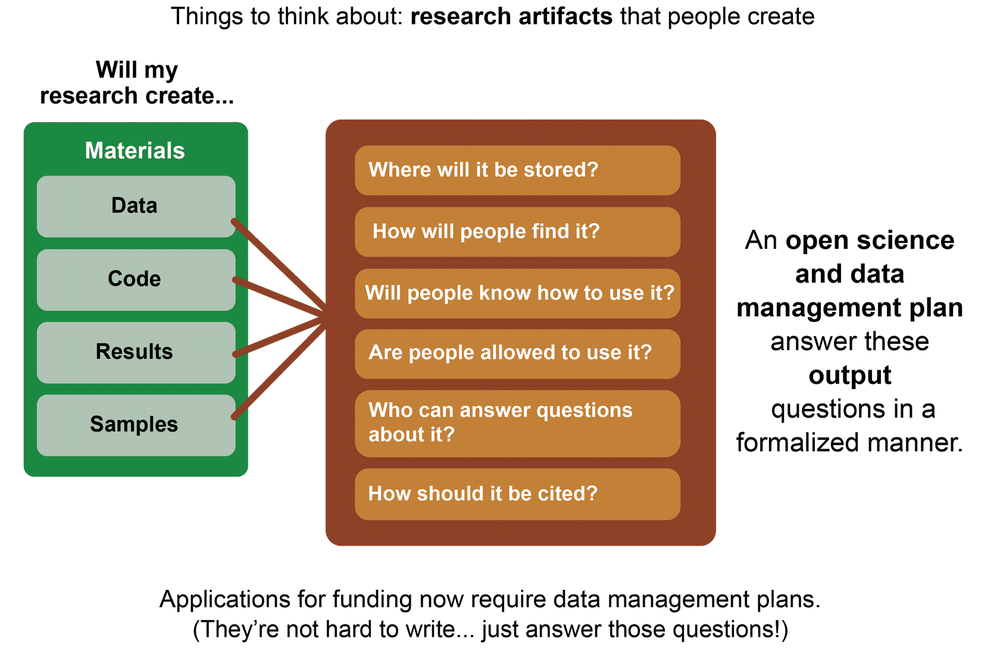 Things to think about: research artifacts that people create
Will my
research create...
Materials
Data
Code
Results
Samples
Where will it be stored?
How will people find it?
Will people know how to use it?
Are people allowed to use it?
Who can answer questions
about it?
How should it be cited?
An open science
and data
management plan
answer these
output
questions in a
formalized manner.
Applications for funding now require data management plans.
(They’re not hard to write... just answer those questions!)